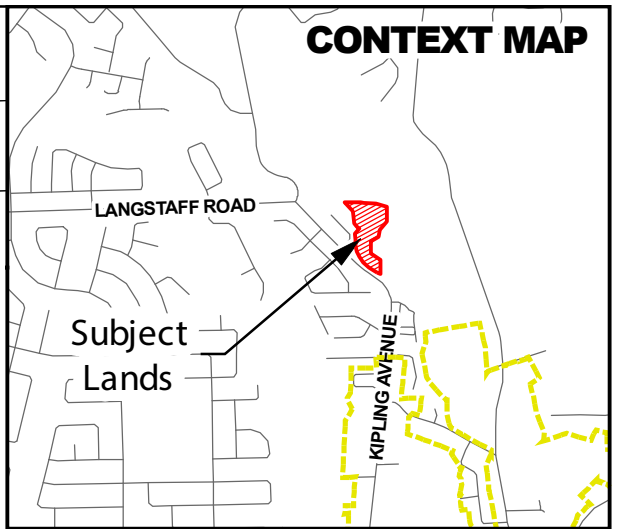 CONTEXT MAP
LANGSTAFF ROAD
Subject
Lands
KIPLING AVENUE